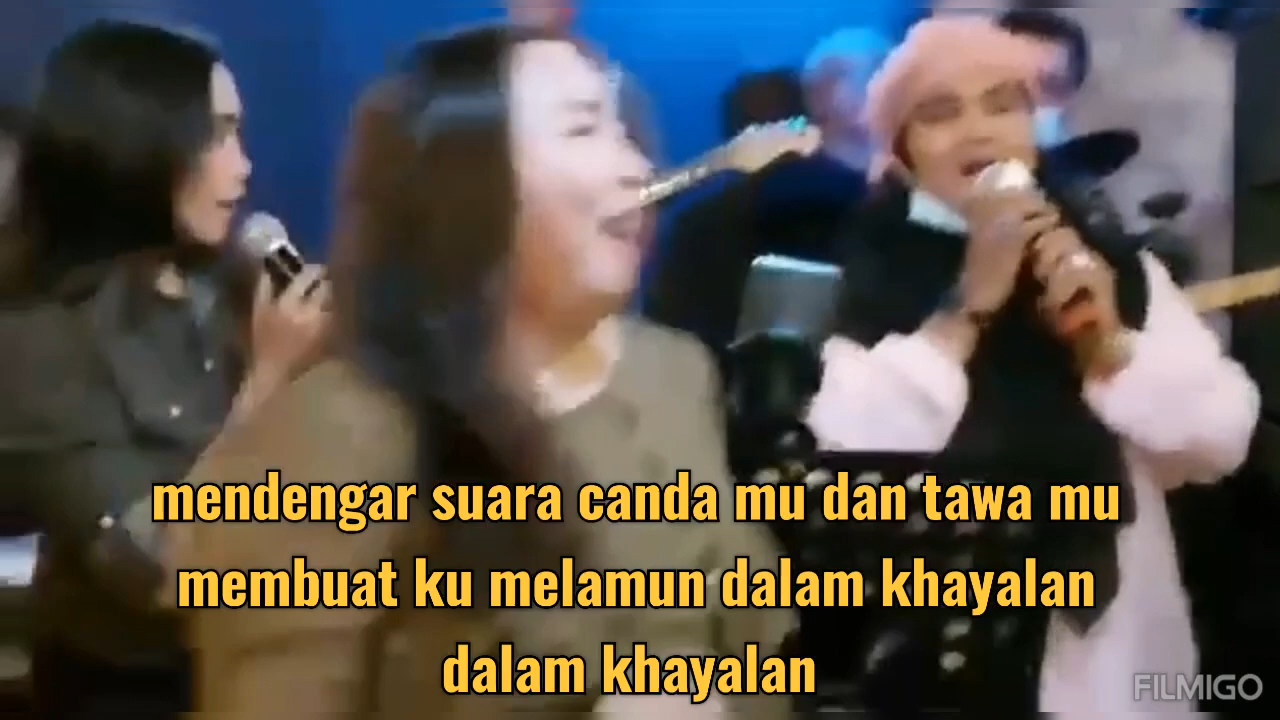 mendengar suara canda mu dan tawa mu
membuat ku melamun dalam khayalan
dalam khayalan
FILMIGO